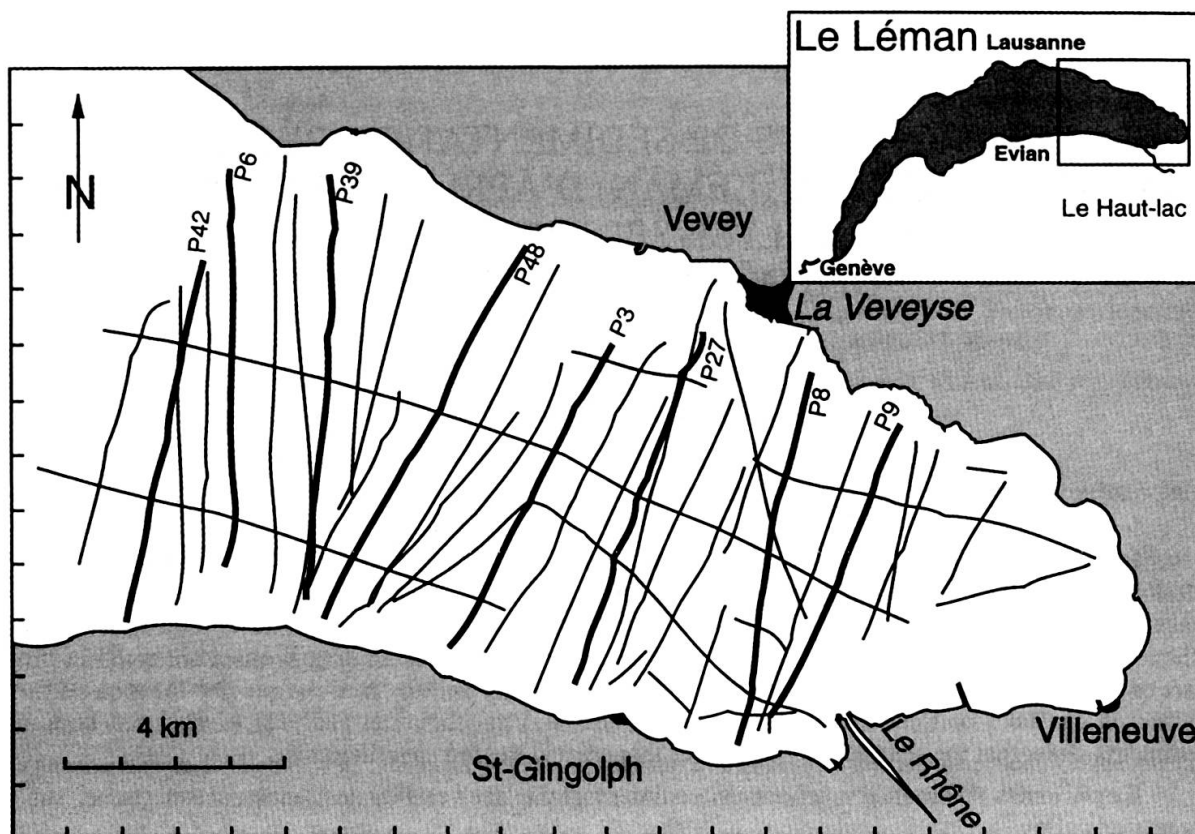 Le Léman
Lausanne
Evian
Le Haut-lac
Genève
N
P42
P6
P39
P48
P3
P27
P8
P9
Vevey
La Veveyse
4 km
St-Gingolph
Villeneuve
Le Rhône